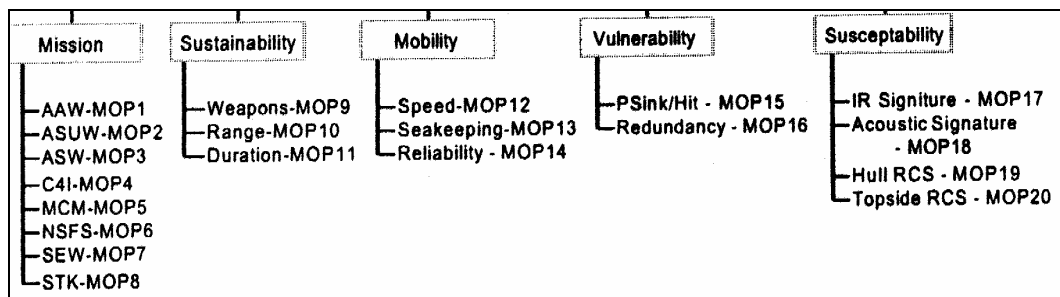 Mission
AAW-MOP1
ASUW-MOP2
ASW-MOP3
C4I-MOP4
MCM-MOP5
NSFS-MOP6
SEW-MOP7
STK-MOP8
Sustainability
Weapons-MOP9
Range-MOP10
Duration-MOP11
Mobility
Speed-MOP12
Seakeeping-MOP13
Reliability - MOP14
Vulnerability
PSink/Hit - MOP15
Redundancy - MOP16
Susceptability
IR Signiture - MOP17
Acoustic Signature
- MOP18
Hull RCS - MOP19
Topside RCS - MOP20